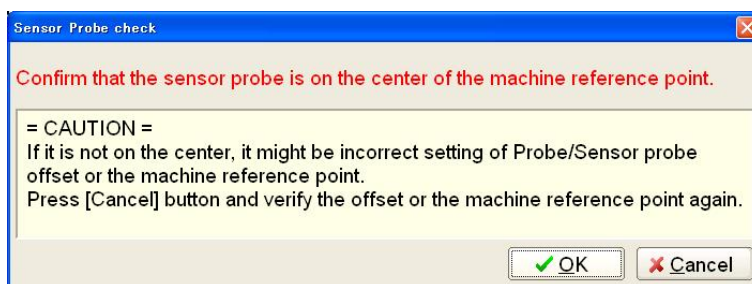 Sensor Probe check
Confirm that the sensor probe is on the center of the machine reference point.
= CAUTION =
If it is not on the center, it might be incorrect setting of Probe/Sensor probe
offset or the machine reference point.
Press [Cancel] button and verify the offset or the machine reference point again.
OK
Cancel